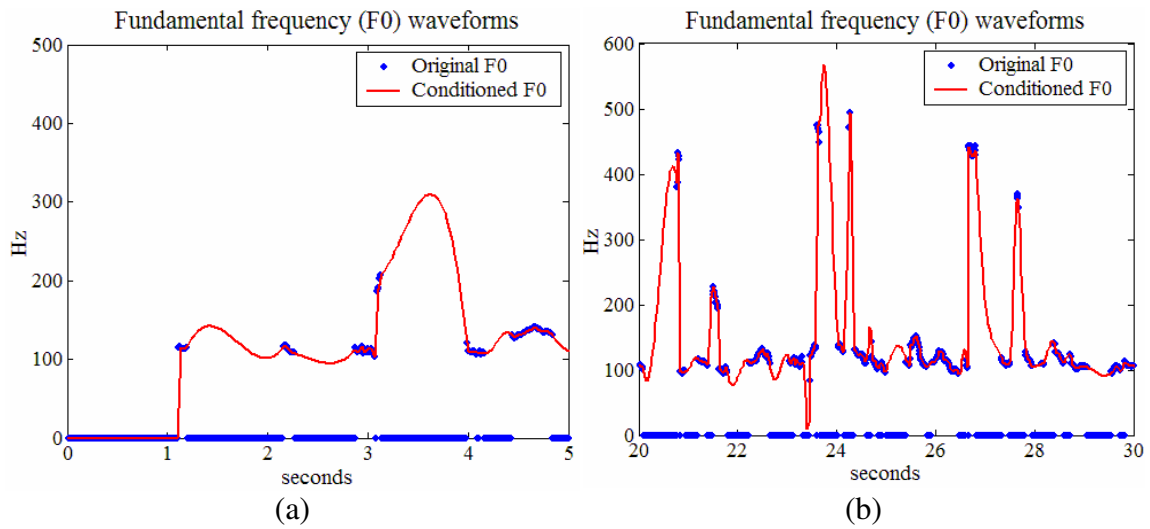 Fundamental frequency (F0) waveforms
500
400
300
200
100
0
Hz
Original F0
Conditioned F0
0 1 2 3 4 5
seconds
(a)
Fundamental frequency (F0) waveforms
600
500
400
300
200
100
0
Hz
Original F0
Conditioned F0
20 22 24 26 28 30
seconds
(b)